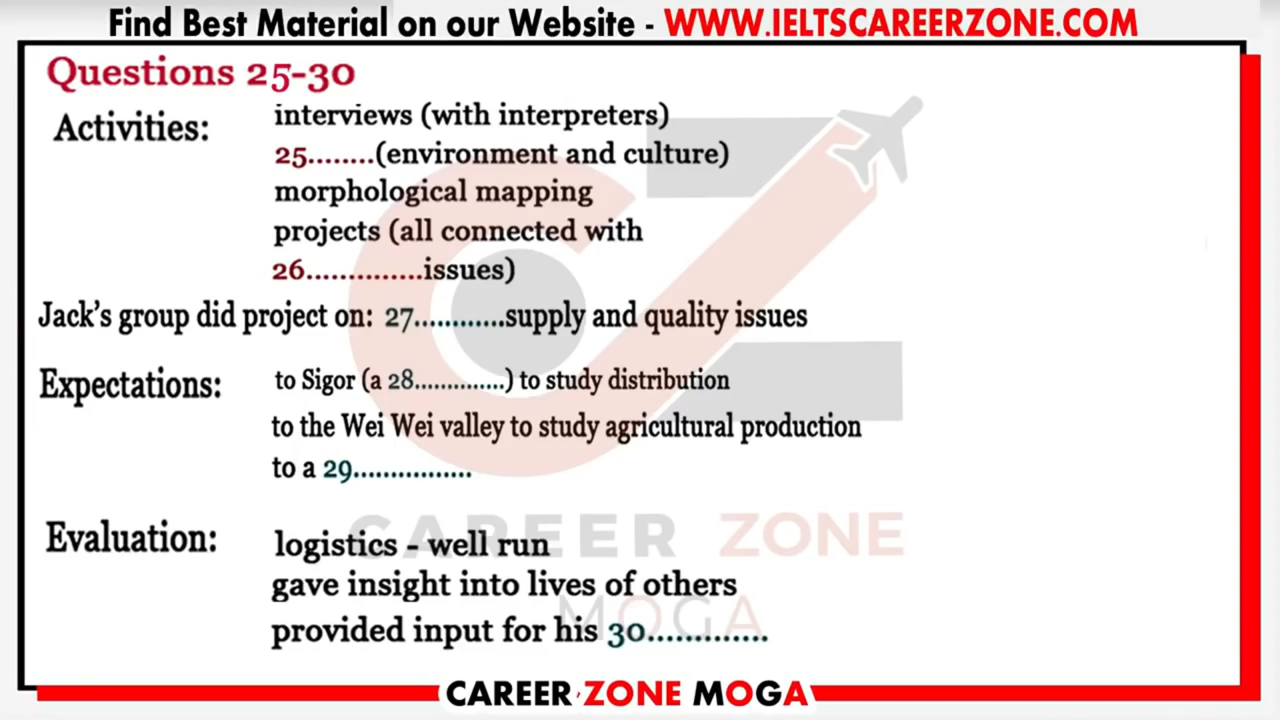 Find Best Material on our Website - WWW.IELTSCAREERZONE.COM
Questions 25-30
Activities: interviews (with interpreters)
25........(environment and culture)
morphological mapping
projects (all connected with
26..............issues)
Jack's group did project on: 27............supply and quality issues
Expectations: to Sigor (a 28..............) to study distribution
to the Wei Wei valley to study agricultural production
to a 29................
Evaluation: logistics - well run
gave insight into lives of others
provided input for his 30.............
CAREER ZONE
MOGA
CAREER ZONE MOGA